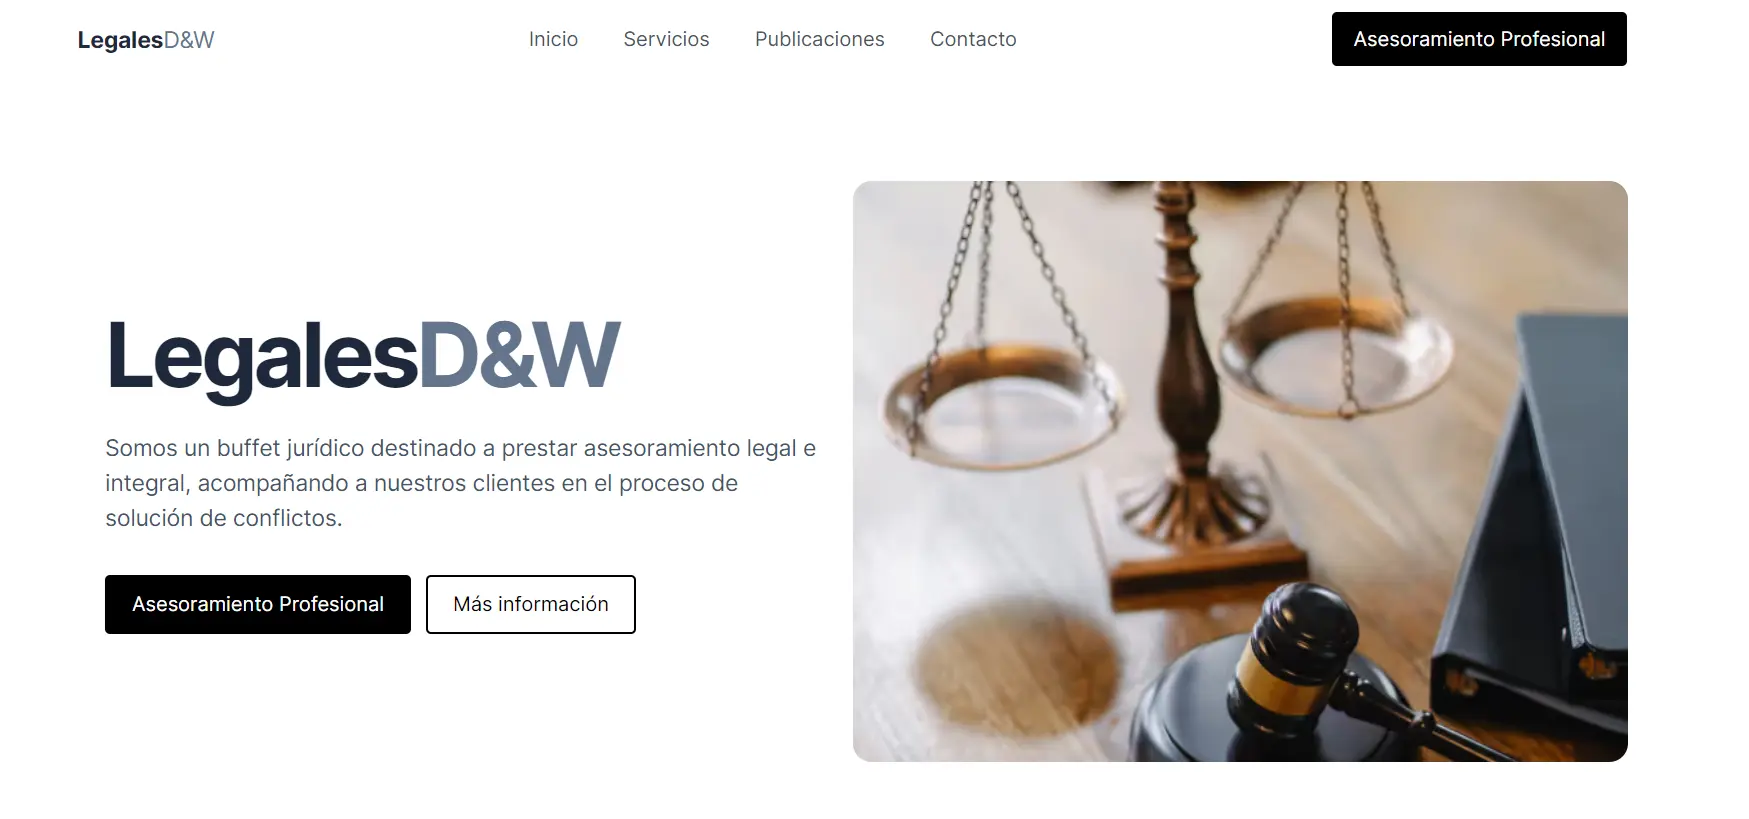 LegalesD&W
Inicio
Servicios
Publicaciones
Contacto
Asesoramiento Profesional
LegalesD&W
Somos un buffet jurídico destinado a prestar asesoramiento legal e
integral, acompañando a nuestros clientes en el proceso de
solución de conflictos.
Asesoramiento Profesional
Más información